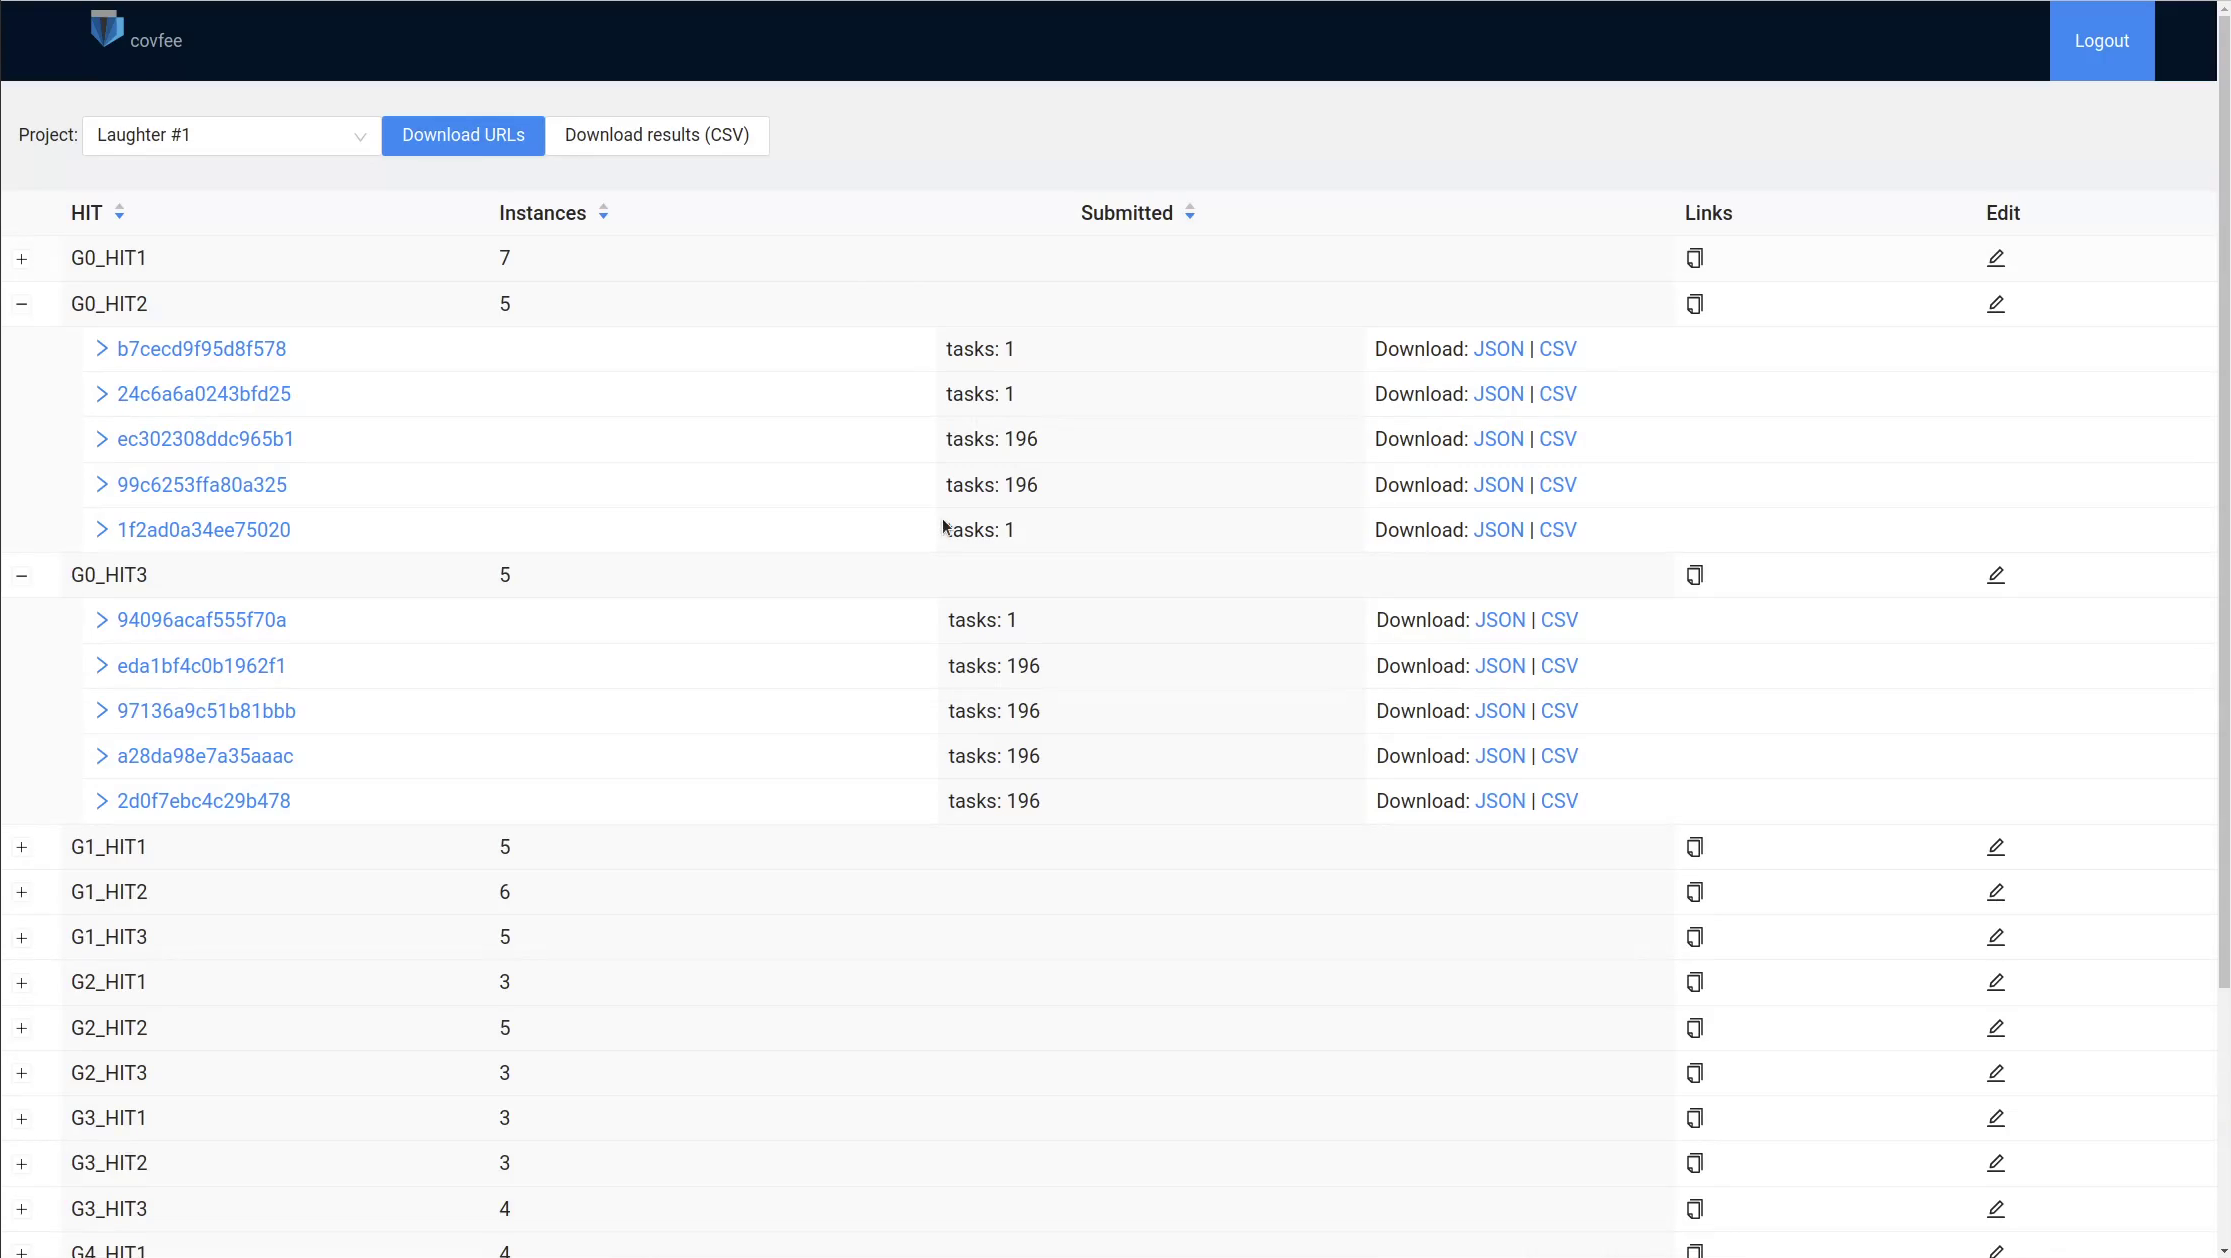 covfee
Logout
Project: Laughter #1 Download URLs Download results (CSV)
HIT Instances Submitted Links Edit
G0_HIT1 7
G0_HIT2 5
b7cecd9f95d8f578 tasks: 1 Download: JSON | CSV
24c6a6a0243bfd25 tasks: 1 Download: JSON | CSV
ec302308ddc965b1 tasks: 196 Download: JSON | CSV
99c6253ffa80a325 tasks: 196 Download: JSON | CSV
1f2ad0a34ee75020 tasks: 1 Download: JSON | CSV
G0_HIT3 5
94096acaf555f70a tasks: 1 Download: JSON | CSV
eda1bf4c0b1962f1 tasks: 196 Download: JSON | CSV
97136a9c51b81bbb tasks: 196 Download: JSON | CSV
a28da98e7a35aaac tasks: 196 Download: JSON | CSV
2d0f7ebc4c29b478 tasks: 196 Download: JSON | CSV
G1_HIT1 5
G1_HIT2 6
G1_HIT3 5
G2_HIT1 3
G2_HIT2 5
G2_HIT3 3
G3_HIT1 3
G3_HIT2 3
G3_HIT3 4
G4_HIT1 4